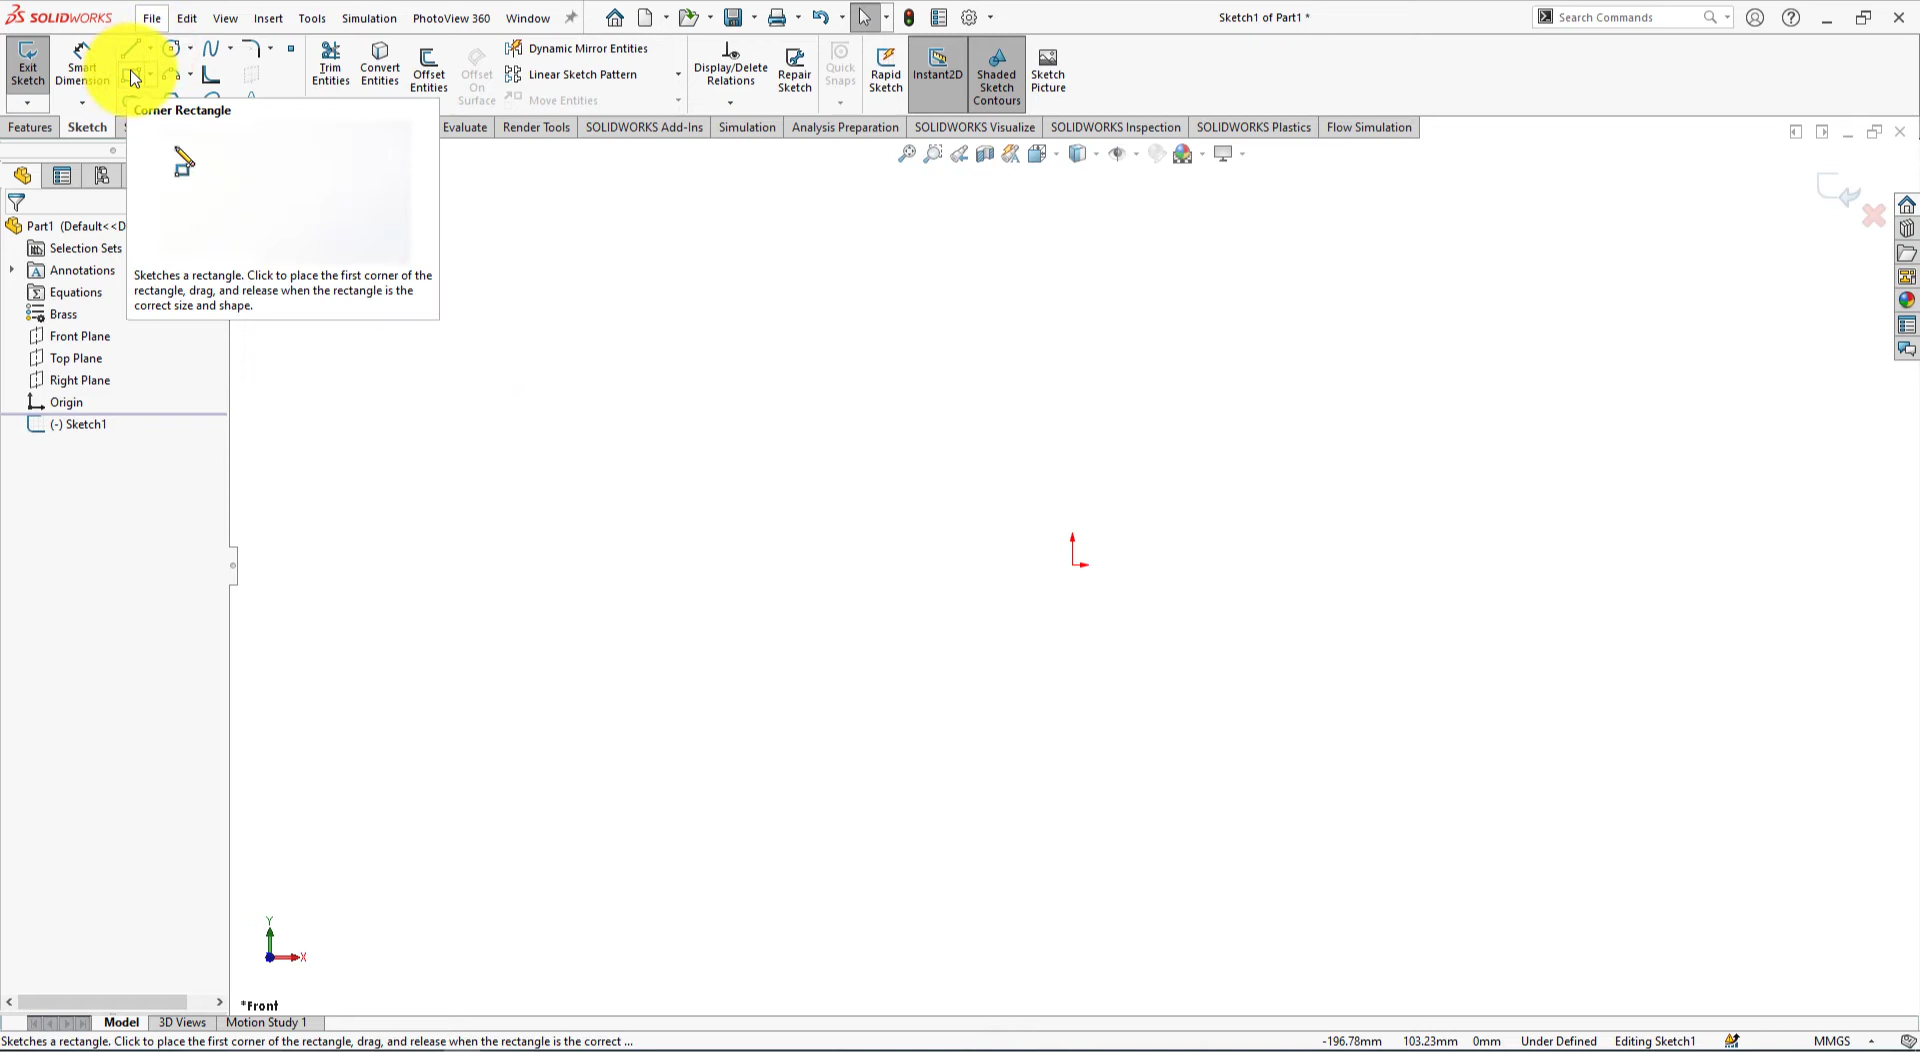 SOLIDWORKS File Edit View Insert Tools Simulation PhotoView 360 Window Sketch1 of Part1 * Search Commands
Exit Sketch
Smart Dimension
Trim Entities
Convert Entities
Offset Entities
Offset On Surface
Dynamic Mirror Entities
Linear Sketch Pattern
Move Entities
Display/Delete Relations
Quick Snaps
Repair Sketch
Rapid Sketch
Instant2D
Shaded Sketch Contours
Sketch Picture
Features Sketch Evaluate Render Tools SOLIDWORKS Add-Ins Simulation Analysis Preparation SOLIDWORKS Visualize SOLIDWORKS Inspection SOLIDWORKS Plastics Flow Simulation
Corner Rectangle
Sketches a rectangle. Click to place the first corner of the
rectangle, drag, and release when the rectangle is the
correct size and shape.
Part1 (Default<<D
Selection Sets
Annotations
Equations
Brass
Front Plane
Top Plane
Right Plane
Origin
(-) Sketch1
Y
X
*Front
Model 3D Views Motion Study 1
Sketches a rectangle. Click to place the first corner of the rectangle, drag, and release when the rectangle is the correct ... -196.78mm 103.23mm 0mm Under Defined Editing Sketch1 MMGS